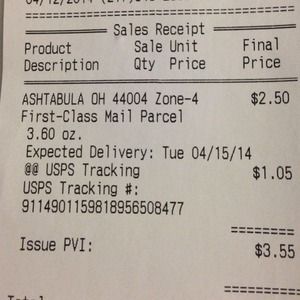 Sales Receipt
Product Sale Unit Final
Description Qty Price Price
ASHTABULA OH 44004 Zone-4 $2.50
First-Class Mail Parcel
3.60 oz.
Expected Delivery: Tue 04/15/14
@@ USPS Tracking $1.05
USPS Tracking #:
9114901159818956508477
Issue PVI: $3.55